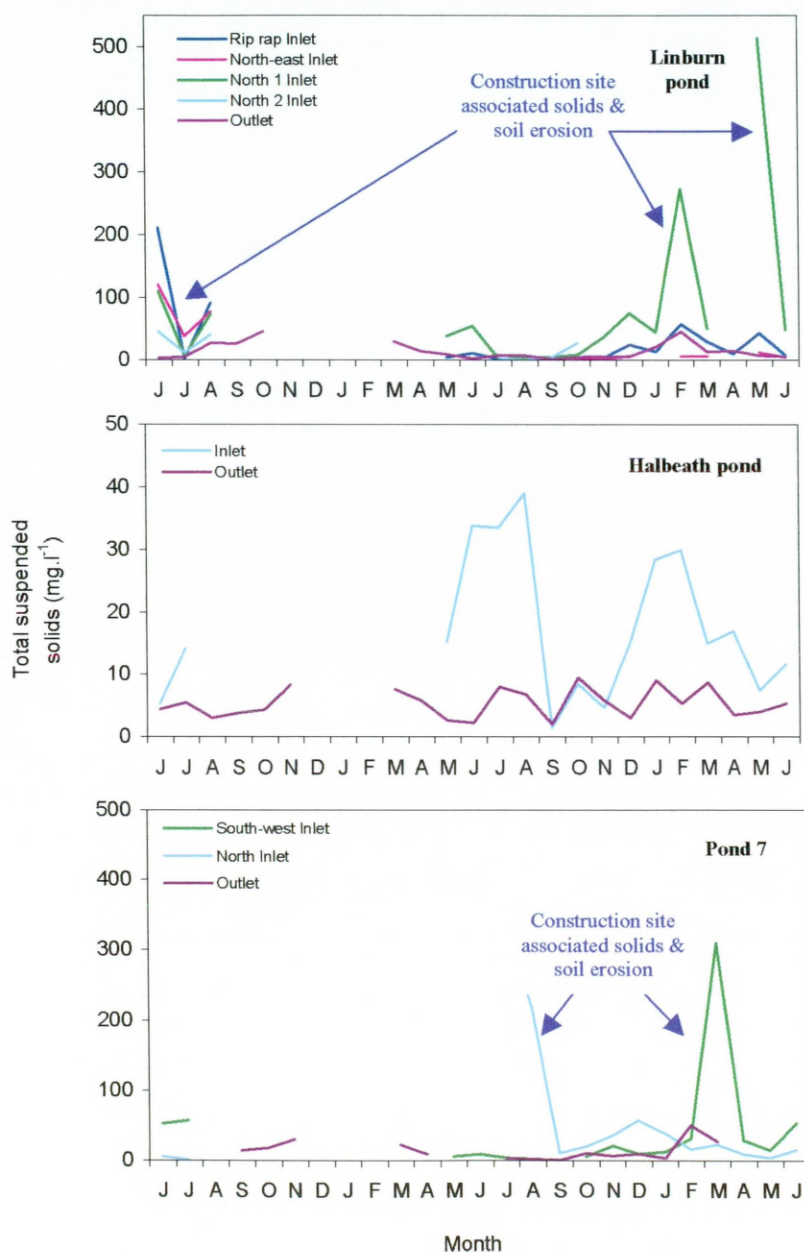 500
400
300
200
100
0
Rip rap Inlet
North-east Inlet
North 1 Inlet
North 2 Inlet
Outlet
Linburn
pond
Construction site
associated solids &
soil erosion
J J A S O N D J F M A M J J A S O N D J F M A M J
50
40
30
20
10
0
Inlet
Outlet
Halbeath pond
Total suspended
solids (mg.l⁻¹)
J J A S O N D J F M A M J J A S O N D J F M A M J
500
400
300
200
100
0
South-west Inlet
North Inlet
Outlet
Pond 7
Construction site
associated solids &
soil erosion
J J A S O N D J F M A M J J A S O N D J F M A M J
Month